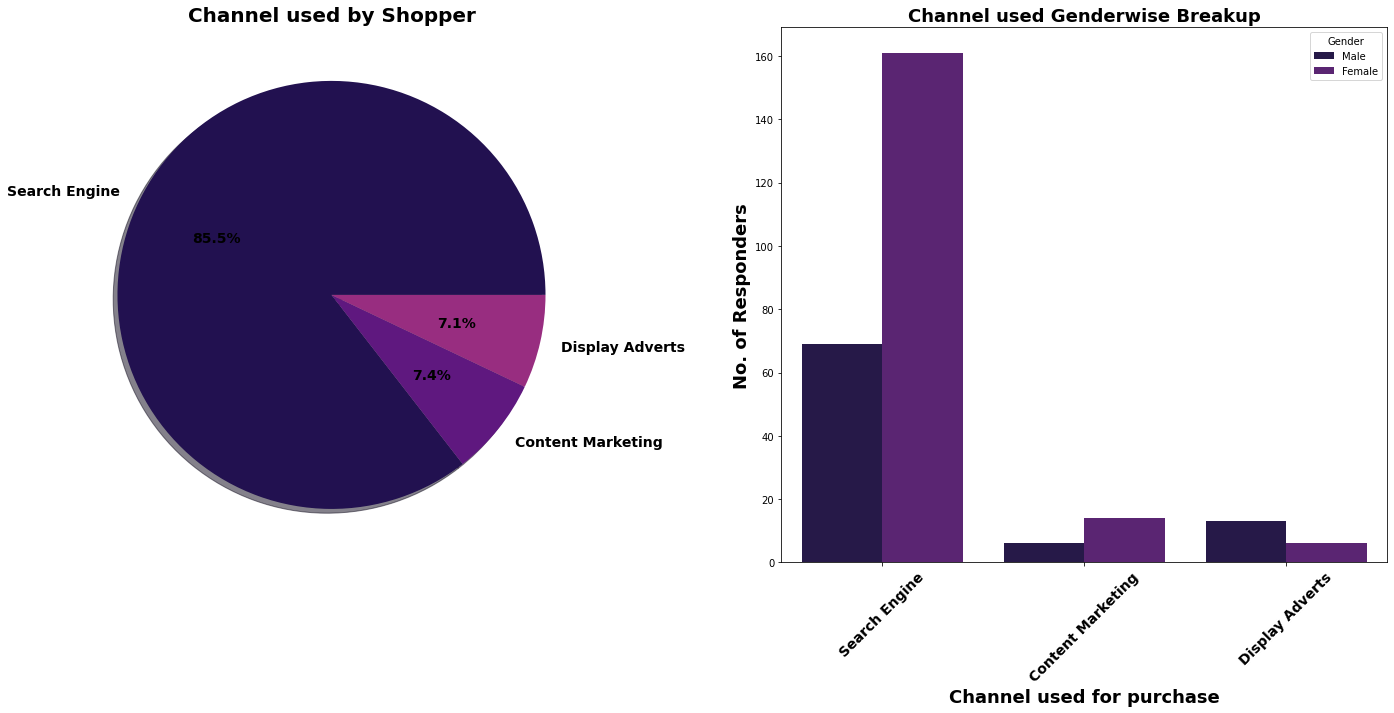 Channel used by Shopper
Search Engine
85.5%
7.1%
Display Adverts
7.4%
Content Marketing
Channel used Genderwise Breakup
Gender
Male
Female
No. of Responders
160
140
120
100
80
60
40
20
0
Search Engine
Content Marketing
Display Adverts
Channel used for purchase